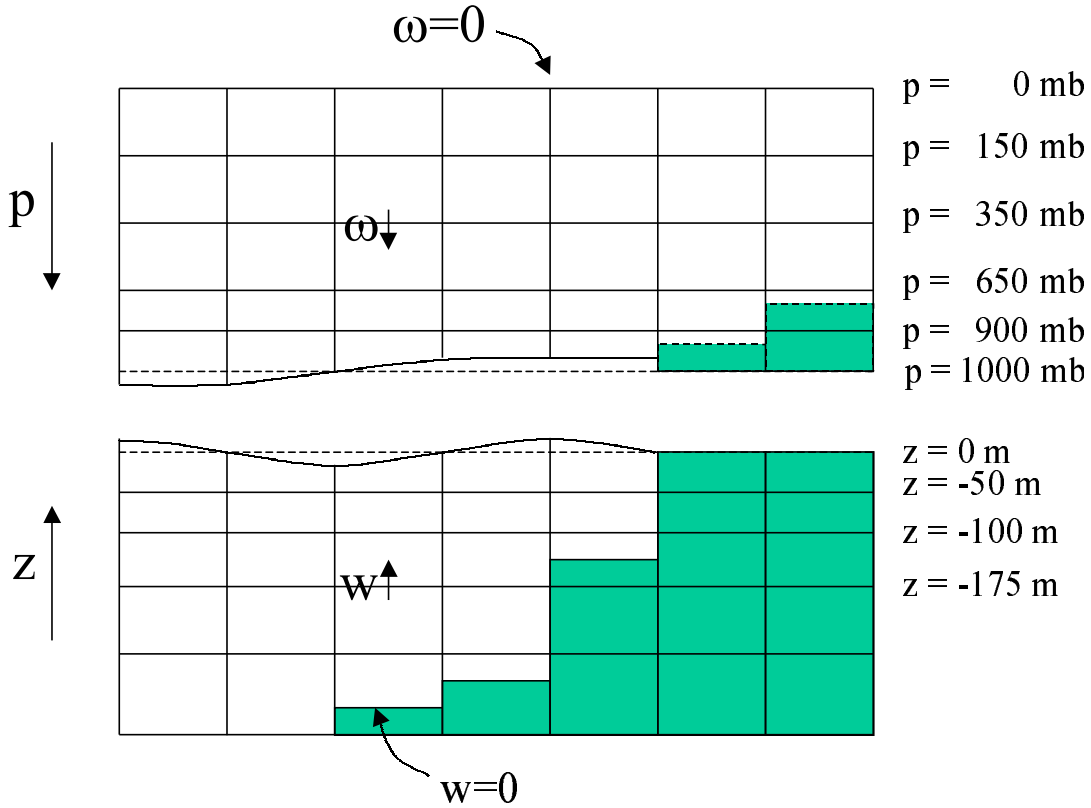 ω=0
p = 0 mb
p = 150 mb
p
ω
p = 350 mb
p = 650 mb
p = 900 mb
p = 1000 mb
z = 0 m
z = -50 m
z = -100 m
z
w
z = -175 m
w=0